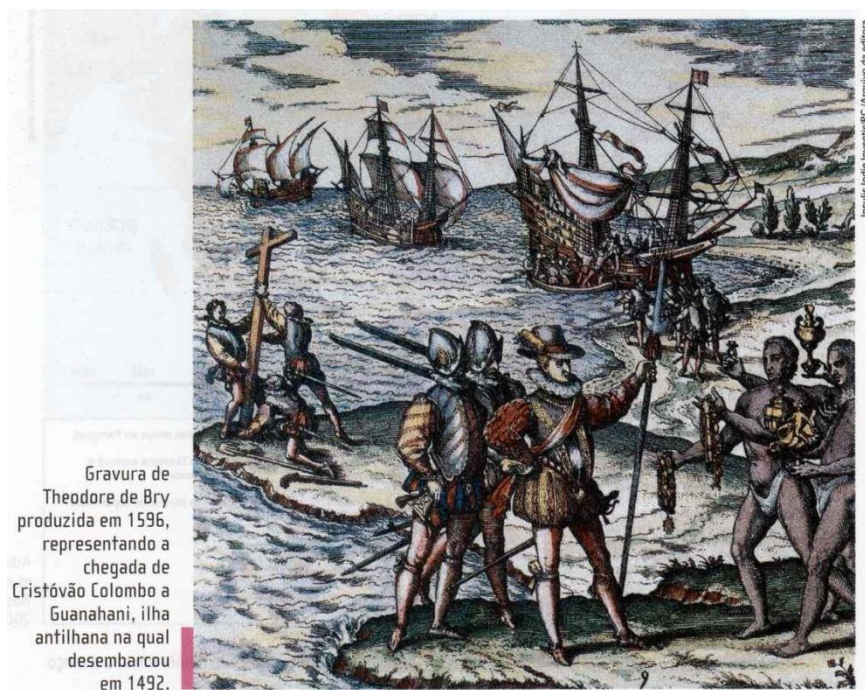 Gravura de
Theodore de Bry
produzida em 1596,
representando a
chegada de
Cristóvão Colombo a
Guanahani, ilha
antilhana na qual
desembarcou
em 1492.
9